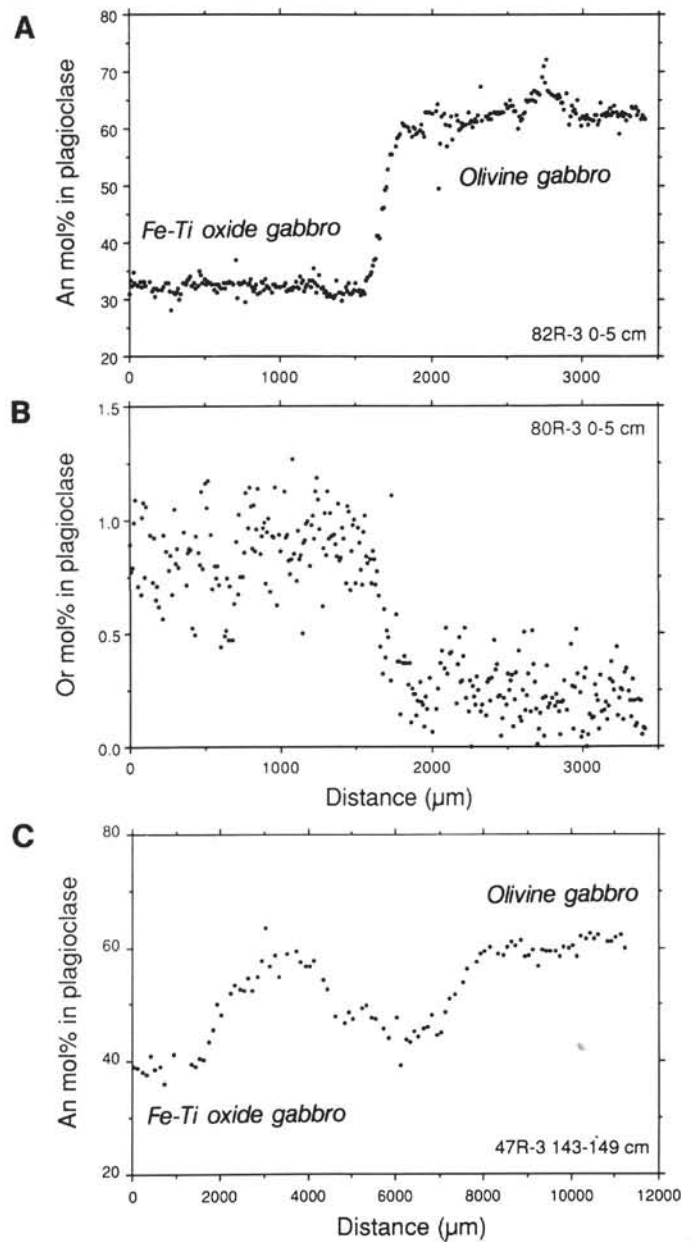 A
An mol% in plagioclase
80
70
60
50
40
30
20
Fe-Ti oxide gabbro
Olivine gabbro
82R-3 0-5 cm
0
1000
2000
3000
B
Or mol% in plagioclase
1.5
1.0
0.5
0.0
80R-3 0-5 cm
0
1000
2000
3000
Distance (µm)
C
An mol% in plagioclase
80
60
40
20
Olivine gabbro
Fe-Ti oxide gabbro
47R-3 143-149 cm
0
2000
4000
6000
8000
10000
12000
Distance (µm)